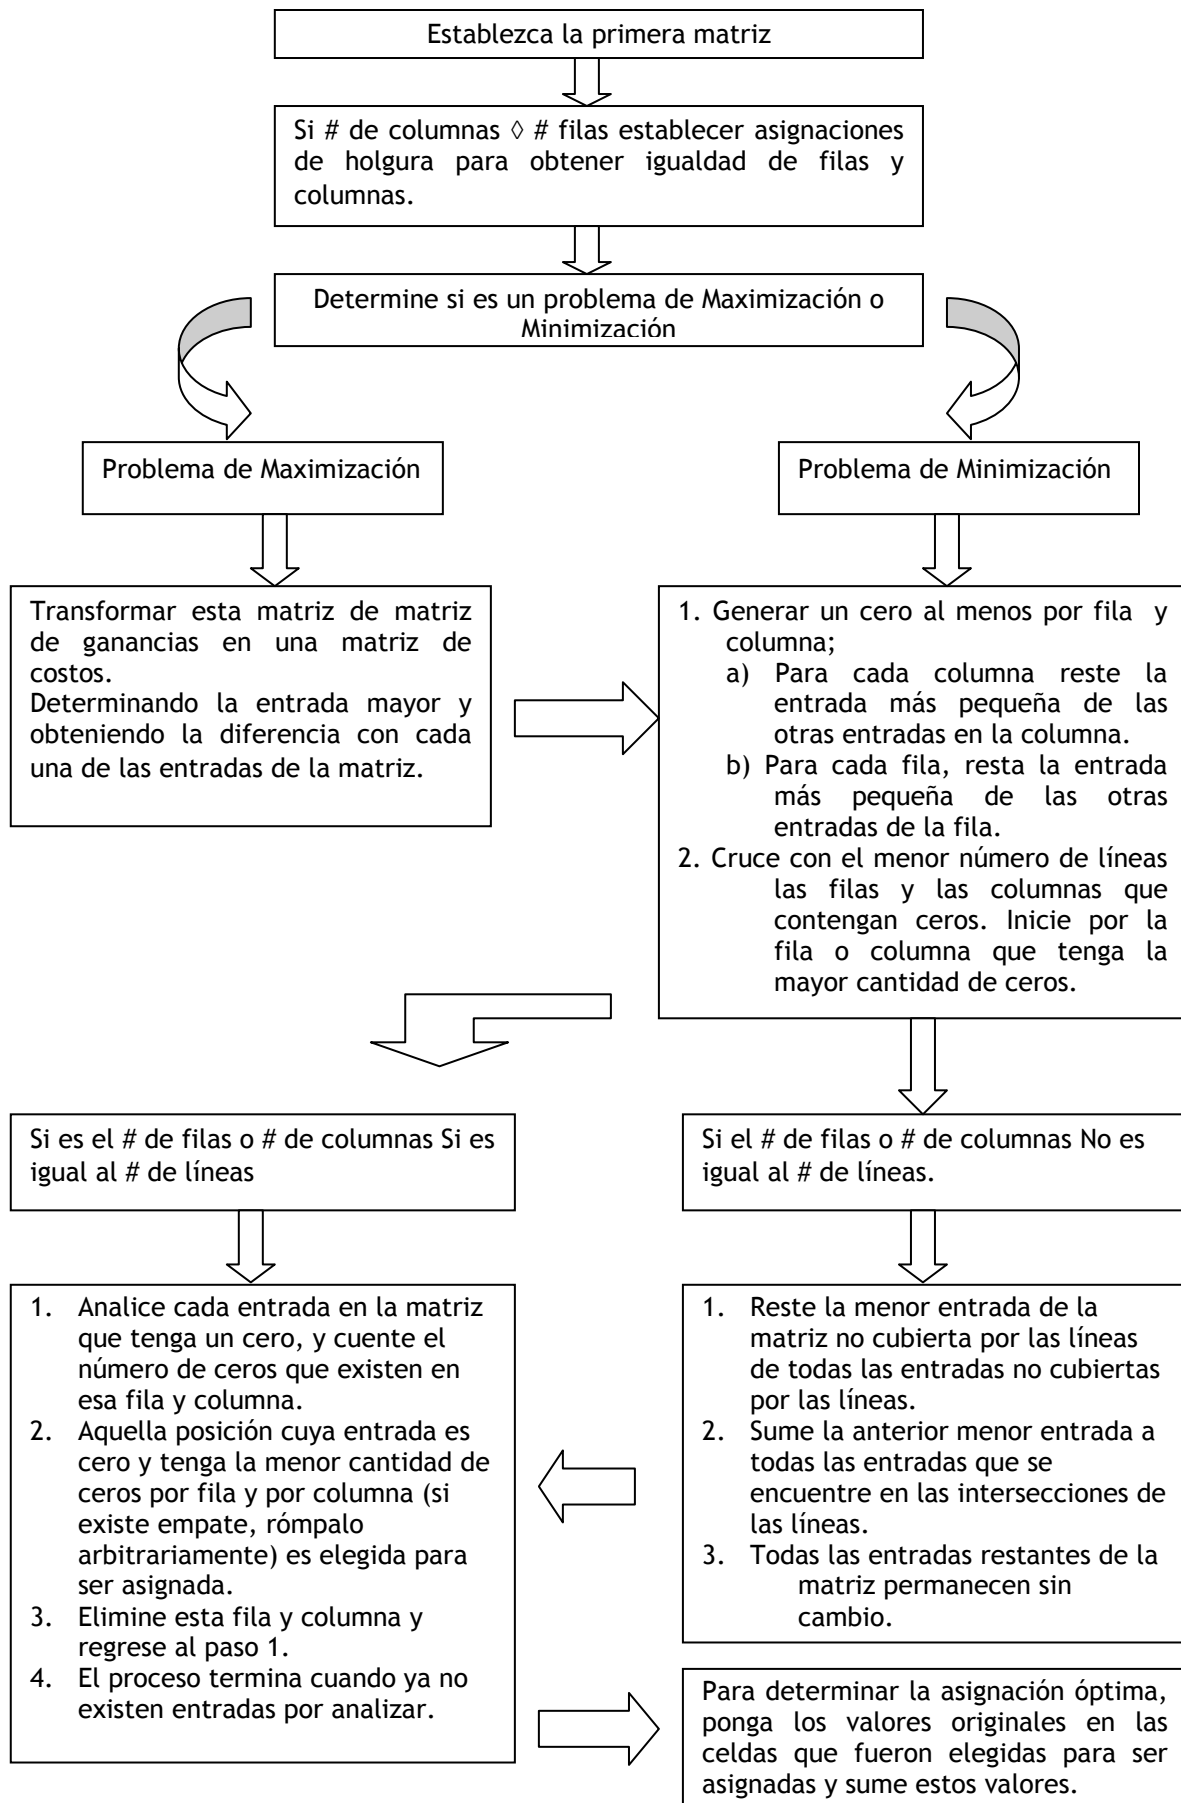 Establezca la primera matriz
Si # de columnas ◊ # filas establecer asignaciones
de holgura para obtener igualdad de filas y
columnas.
Determine si es un problema de Maximización o
Minimización
Problema de Maximización
Problema de Minimización
Transformar esta matriz de matriz
de ganancias en una matriz de
costos.
Determinando la entrada mayor y
obteniendo la diferencia con cada
una de las entradas de la matriz.
1. Generar un cero al menos por fila y
columna;
a) Para cada columna reste la
entrada más pequeña de las
otras entradas en la columna.
b) Para cada fila, resta la entrada
más pequeña de las otras
entradas de la fila.
2. Cruce con el menor número de líneas
las filas y las columnas que
contengan ceros. Inicie por la
fila o columna que tenga la
mayor cantidad de ceros.
Si es el # de filas o # de columnas Si es
igual al # de líneas
Si el # de filas o # de columnas No es
igual al # de líneas.
1. Analice cada entrada en la matriz
que tenga un cero, y cuente el
número de ceros que existen en
esa fila y columna.
2. Aquella posición cuya entrada es
cero y tenga la menor cantidad de
ceros por fila y por columna (si
existe empate, rómpalo
arbitrariamente) es elegida para
ser asignada.
3. Elimine esta fila y columna y
regrese al paso 1.
4. El proceso termina cuando ya no
existen entradas por analizar.
1. Reste la menor entrada de la
matriz no cubierta por las líneas
de todas las entradas no cubiertas
por las líneas.
2. Sume la anterior menor entrada a
todas las entradas que se
encuentre en las intersecciones de
las líneas.
3. Todas las entradas restantes de la
matriz permanecen sin
cambio.
Para determinar la asignación óptima,
ponga los valores originales en las
celdas que fueron elegidas para ser
asignadas y sume estos valores.